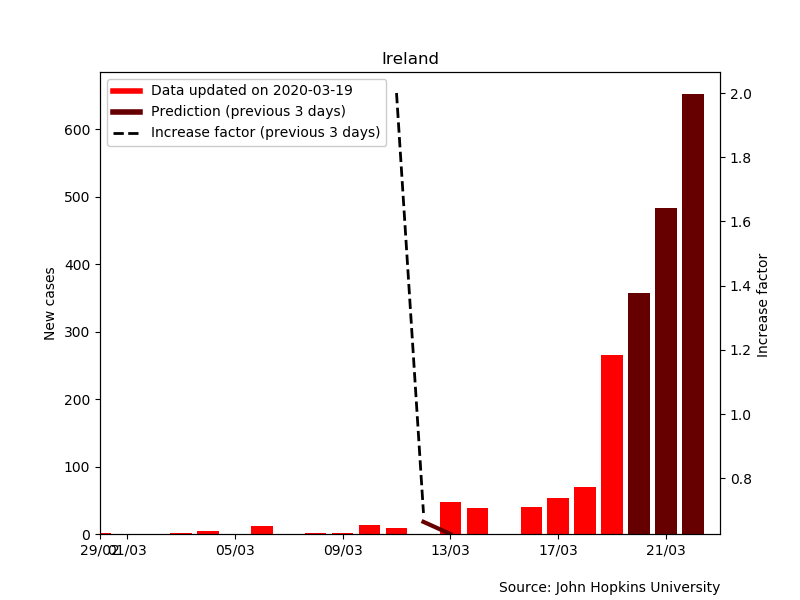 Ireland
Data updated on 2020-03-19
Prediction (previous 3 days)
Increase factor (previous 3 days)
New cases
600
500
400
300
200
100
0
2.0
1.8
1.6
1.4
1.2
1.0
0.8
Increase factor
29/02 01/03 05/03 09/03 13/03 17/03 21/03
Source: John Hopkins University